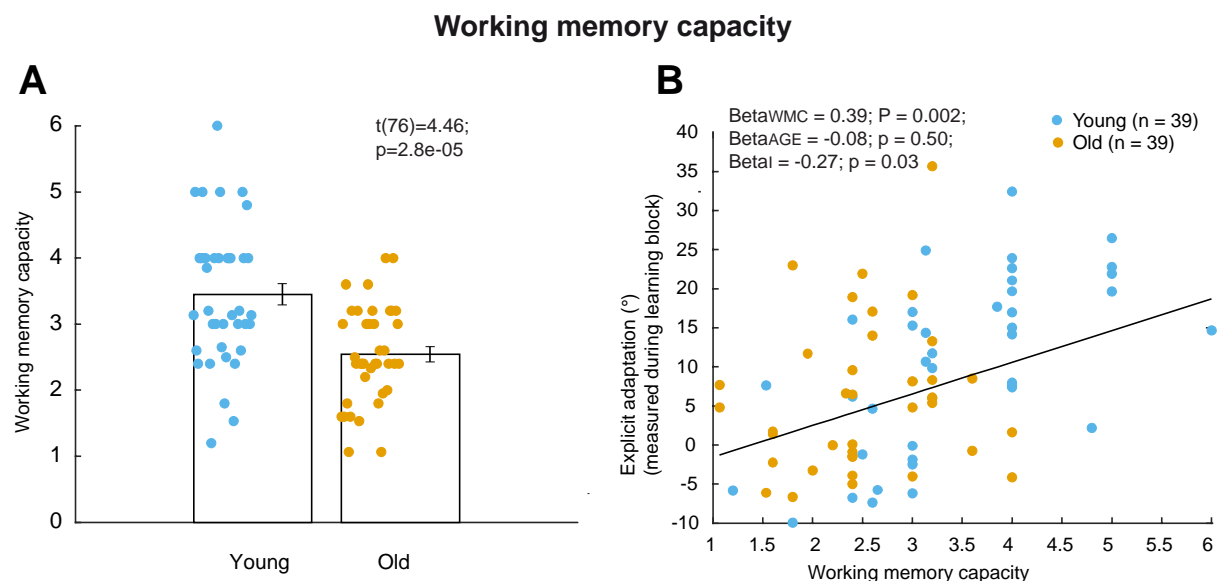 Working memory capacity
A
t(76)=4.46;
p=2.8e-05
Working memory capacity
6
5
4
3
2
1
0
Young
Old
B
BetaWMC = 0.39; P = 0.002;
BetaAGE = -0.08; p = 0.50;
BetaI = -0.27; p = 0.03
Young (n = 39)
Old (n = 39)
Explicit adaptation (°)
(measured during learning block)
40
35
30
25
20
15
10
5
0
-5
-10
1 1.5 2 2.5 3 3.5 4 4.5 5 5.5 6
Working memory capacity